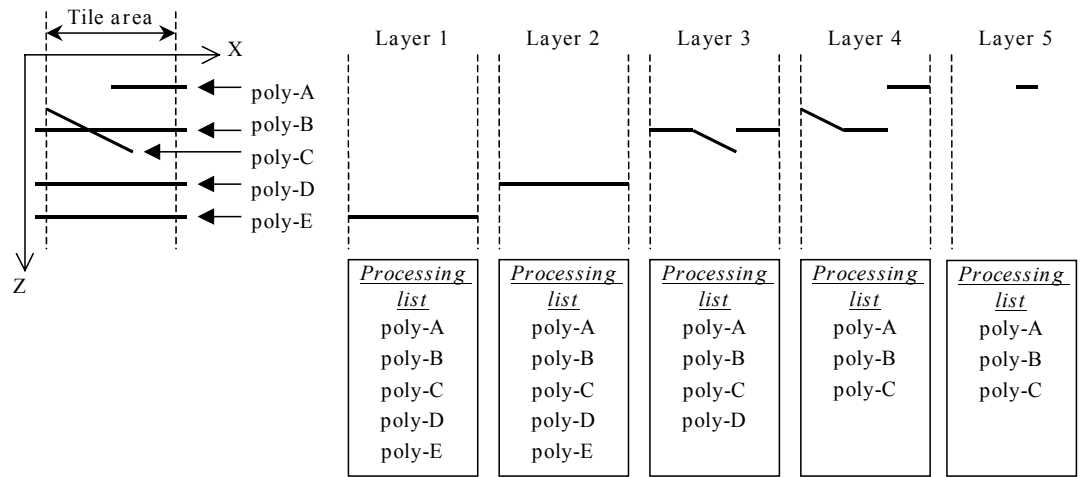 Tile area
X
poly-A
poly-B
poly-C
poly-D
poly-E
Z
Layer 1
Layer 2
Layer 3
Layer 4
Layer 5
Processing
list
poly-A
poly-B
poly-C
poly-D
poly-E
Processing
list
poly-A
poly-B
poly-C
poly-D
poly-E
Processing
list
poly-A
poly-B
poly-C
poly-D
Processing
list
poly-A
poly-B
poly-C
Processing
list
poly-A
poly-B
poly-C